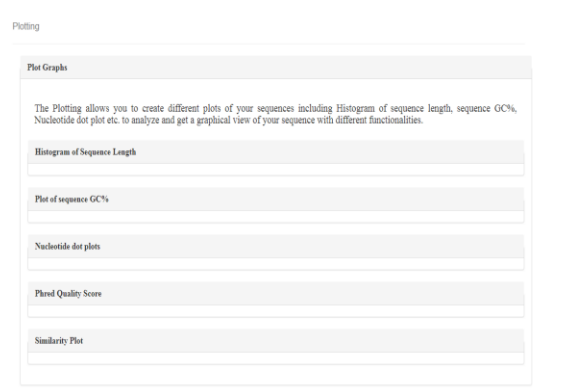 Plotting
Plot Graphs
The Plotting allows you to create different plots of your sequences including Histogram of sequence length, sequence GC%,
Nucleotide dot plot etc. to analyze and get a graphical view of your sequence with different functionalities.
Histogram of Sequence Length
Plot of sequence GC%
Nucleotide dot plots
Phred Quality Score
Similarity Plot